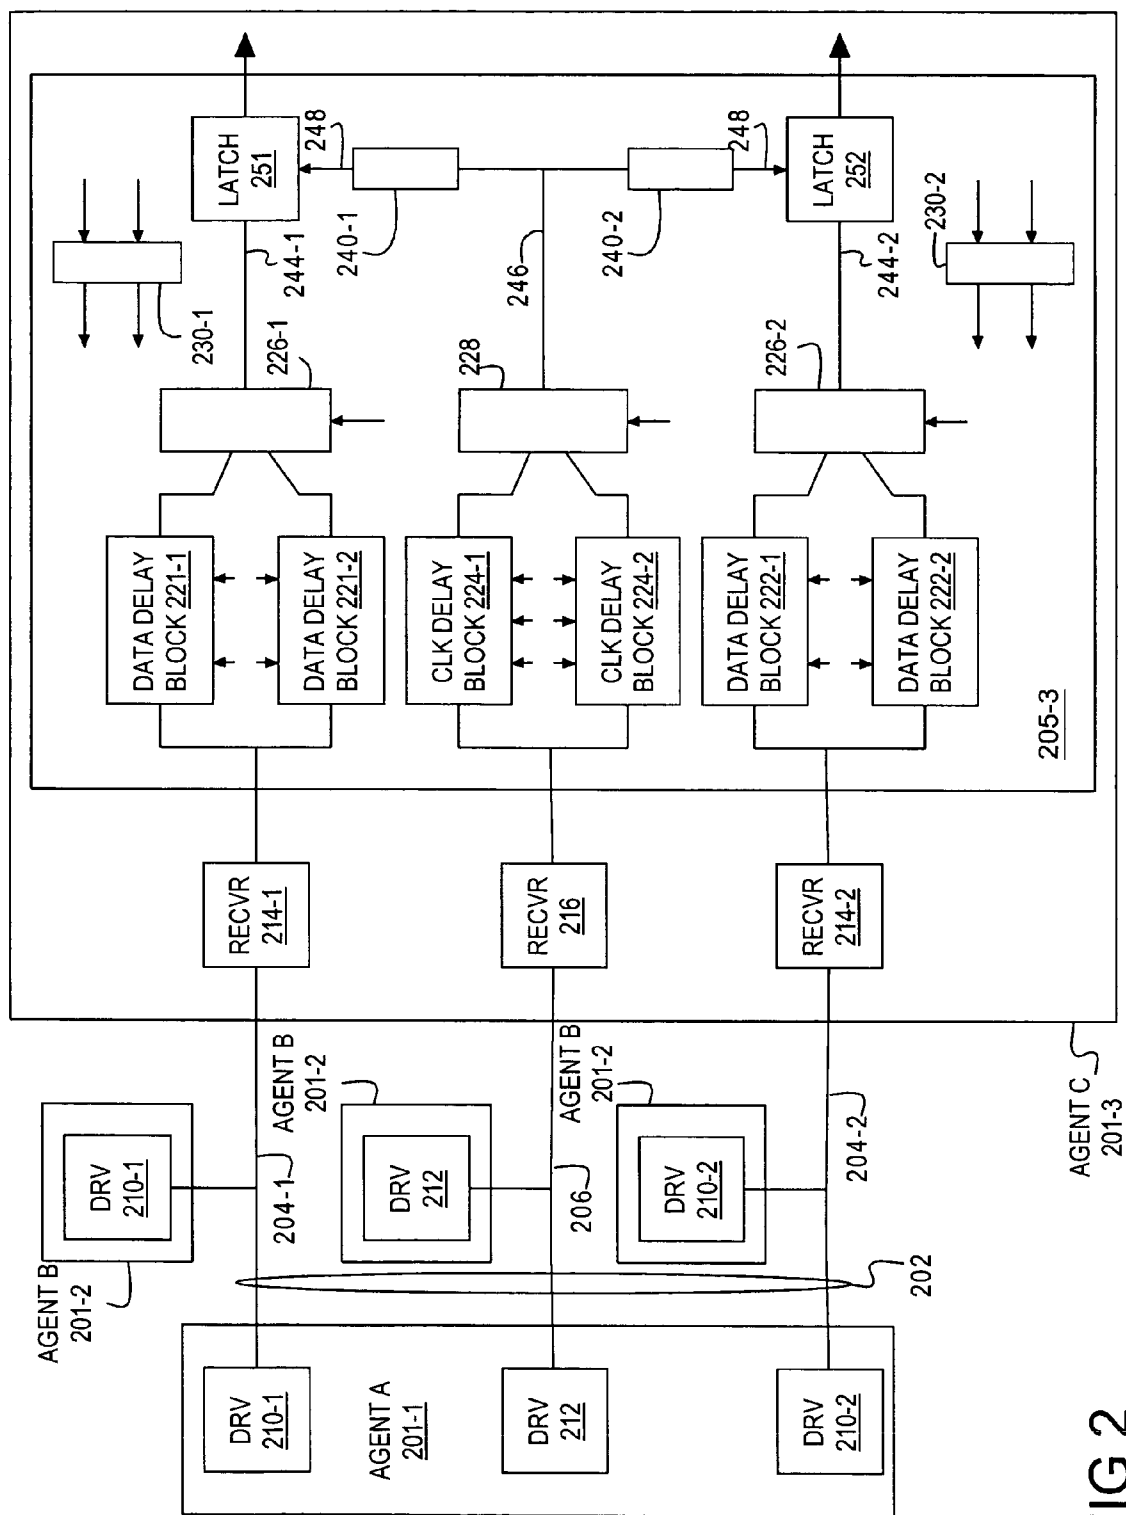 AGENT A
201-1
DRV
210-1
DRV
212
DRV
210-2
AGENT B
201-2
DRV
210-1
204-1
AGENT B
201-2
DRV
212
206
AGENT B
201-2
DRV
210-2
204-2
202
AGENT C
201-3
RECVR
214-1
RECVR
216
RECVR
214-2
205-3
DATA DELAY
BLOCK 221-1
DATA DELAY
BLOCK 221-2
CLK DELAY
BLOCK 224-1
CLK DELAY
BLOCK 224-2
DATA DELAY
BLOCK 222-1
DATA DELAY
BLOCK 222-2
226-1
228
226-2
230-1
230-2
244-1
240-1
246
240-2
244-2
248
248
LATCH
251
LATCH
252
IG 2